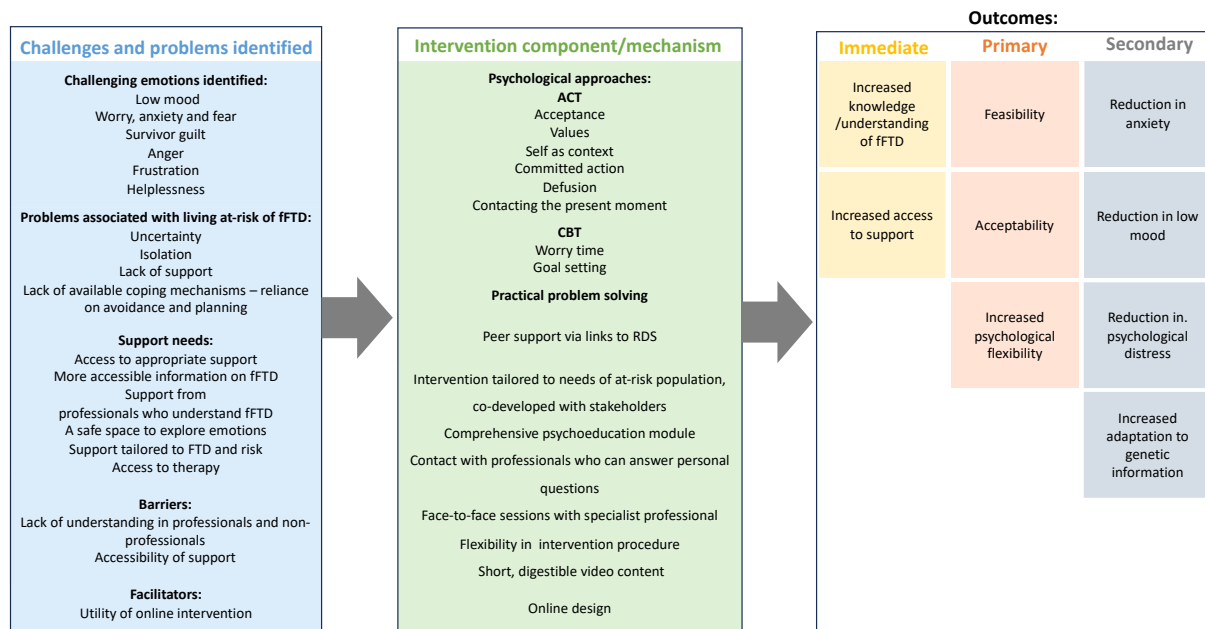 Challenges and problems identified
Challenging emotions identified:
Low mood
Worry, anxiety and fear
Survivor guilt
Anger
Frustration
Helplessness
Problems associated with living at-risk of fFTD:
Uncertainty
Isolation
Lack of support
Lack of available coping mechanisms – reliance
on avoidance and planning
Support needs:
Access to appropriate support
More accessible information on fFTD
Support from
professionals who understand fFTD
A safe space to explore emotions
Support tailored to FTD and risk
Access to therapy
Barriers:
Lack of understanding in professionals and non-
professionals
Accessibility of support
Facilitators:
Utility of online intervention
Intervention component/mechanism
Psychological approaches:
ACT
Acceptance
Values
Self as context
Committed action
Defusion
Contacting the present moment
CBT
Worry time
Goal setting
Practical problem solving
Peer support via links to RDS
Intervention tailored to needs of at-risk population,
co-developed with stakeholders
Comprehensive psychoeducation module
Contact with professionals who can answer personal
questions
Face-to-face sessions with specialist professional
Flexibility in intervention procedure
Short, digestible video content
Online design
Outcomes:
Immediate
Increased
knowledge
/understanding
of fFTD
Increased access
to support
Primary
Feasibility
Acceptability
Increased
psychological
flexibility
Secondary
Reduction in
anxiety
Reduction in low
mood
Reduction in.
psychological
distress
Increased
adaptation to
genetic
information